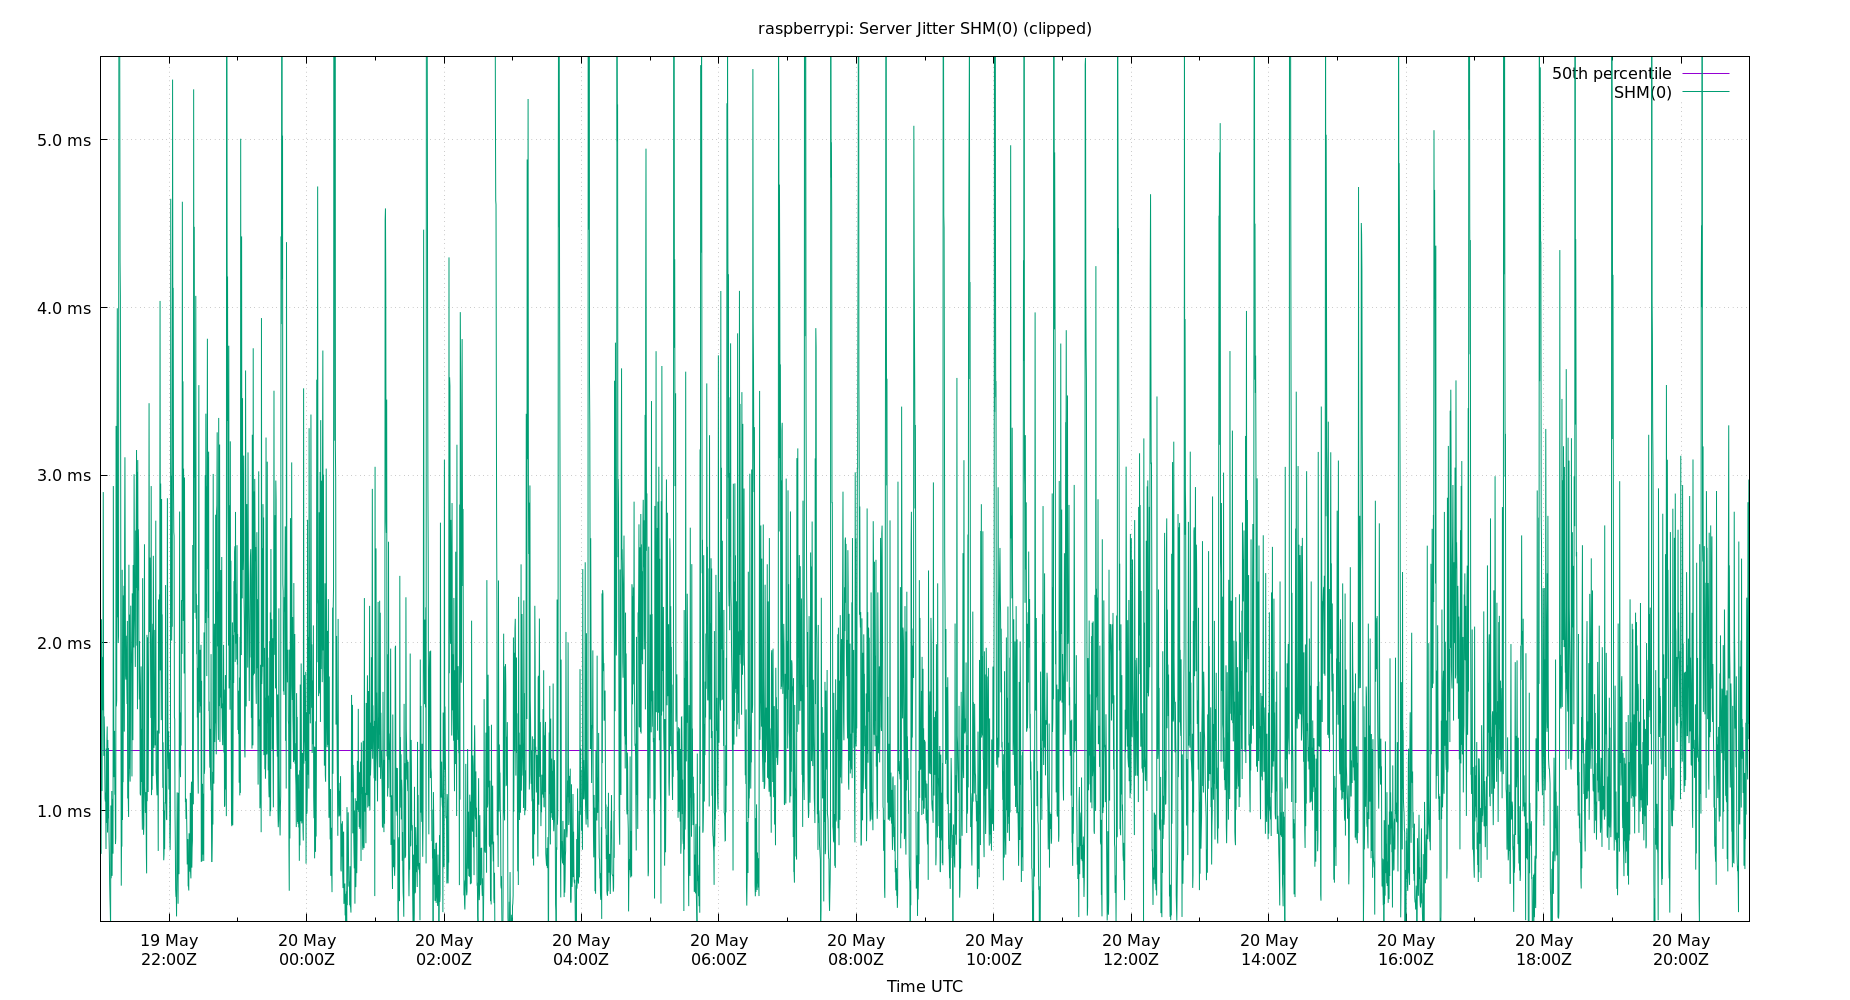 raspberrypi: Server Jitter SHM(0) (clipped)
50th percentile
SHM(0)
5.0 ms
4.0 ms
3.0 ms
2.0 ms
1.0 ms
19 May 20 May 20 May 20 May 20 May 20 May 20 May 20 May 20 May 20 May 20 May 20 May
22:00Z 00:00Z 02:00Z 04:00Z 06:00Z 08:00Z 10:00Z 12:00Z 14:00Z 16:00Z 18:00Z 20:00Z
Time UTC